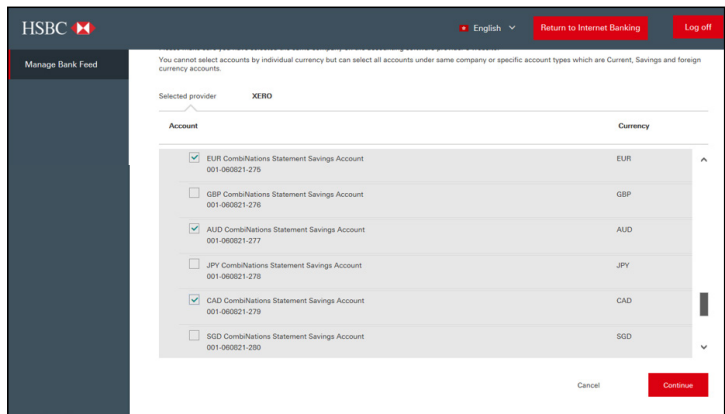 HSBC
English
Return to Internet Banking
Log off
Manage Bank Feed
You cannot select accounts by individual currency but can select all accounts under same company or specific account types which are Current, Savings and foreign
currency accounts.
Selected provider XERO
Account Currency
EUR CombiNations Statement Savings Account EUR
001-060821-275
GBP CombiNations Statement Savings Account GBP
001-060821-276
AUD CombiNations Statement Savings Account AUD
001-060821-277
JPY CombiNations Statement Savings Account JPY
001-060821-278
CAD CombiNations Statement Savings Account CAD
001-060821-279
SGD CombiNations Statement Savings Account SGD
001-060821-280
Cancel
Continue